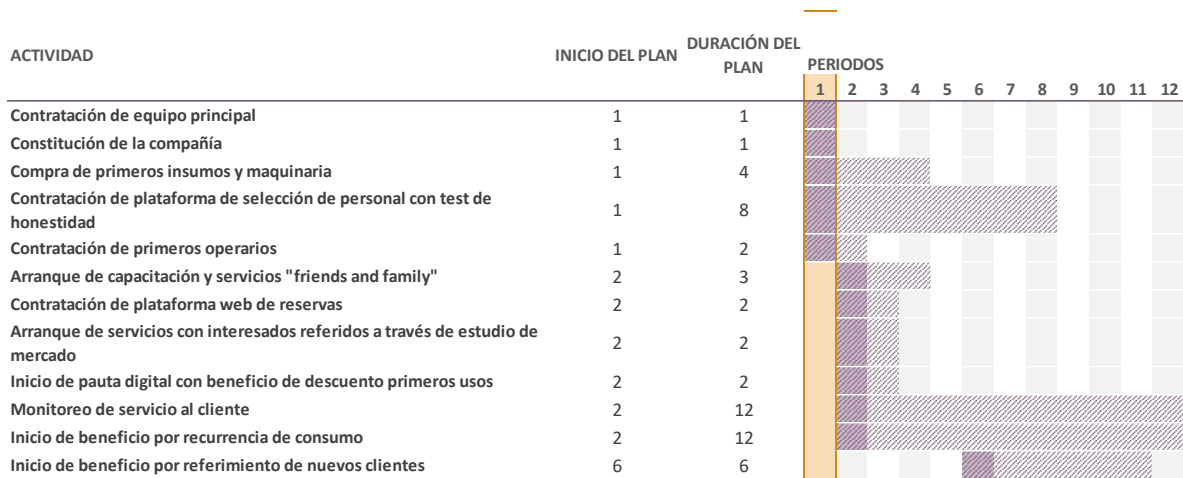 ACTIVIDAD INICIO DEL PLAN DURACIÓN DEL
PLAN PERIODOS
1 2 3 4 5 6 7 8 9 10 11 12
Contratación de equipo principal 1 1
Constitución de la compañía 1 1
Compra de primeros insumos y maquinaria 1 4
Contratación de plataforma de selección de personal con test de
honestidad 1 8
Contratación de primeros operarios 1 2
Arranque de capacitación y servicios "friends and family" 2 3
Contratación de plataforma web de reservas 2 2
Arranque de servicios con interesados referidos a través de estudio de
mercado 2 2
Inicio de pauta digital con beneficio de descuento primeros usos 2 2
Monitoreo de servicio al cliente 2 12
Inicio de beneficio por recurrencia de consumo 2 12
Inicio de beneficio por referimiento de nuevos clientes 6 6